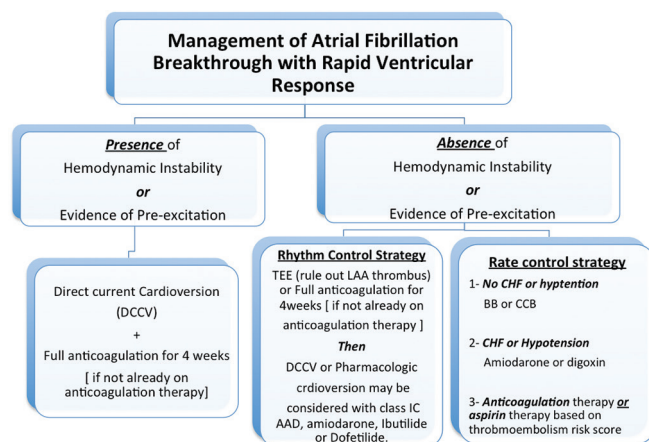 Management of Atrial Fibrillation
Breakthrough with Rapid Ventricular
Response
Presence of
Hemodynamic Instability
or
Evidence of Pre-excitation
Absence of
Hemodynamic Instability
or
Evidence of Pre-excitation
Direct current Cardioversion
(DCCV)
+
Full anticoagulation for 4 weeks
[ if not already on
anticoagulation therapy]
Rhythm Control Strategy
TEE (rule out LAA thrombus)
or Full anticoagulation for
4weeks [ if not already on
anticoagulation therapy ]
Then
DCCV or Pharmacologic
crdioversion may be
considered with class IC
AAD, amiodarone, Ibutilide
or Dofetilide.
Rate control strategy
1- No CHF or hyptention
BB or CCB
2- CHF or Hypotension
Amiodarone or digoxin
3- Anticoagulation therapy or
aspirin therapy based on
thrbmoembolism risk score